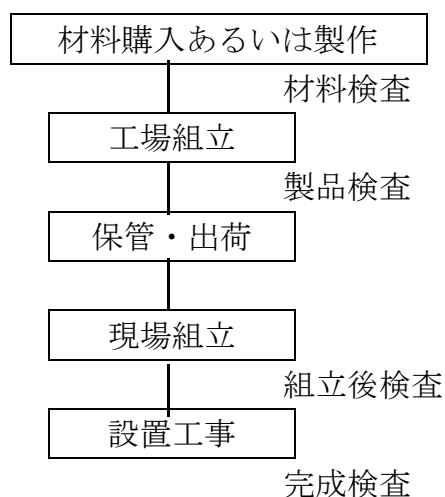 材料購入あるいは製作
材料検査
工場組立
製品検査
保管・出荷
現場組立
組立後検査
設置工事
完成検査